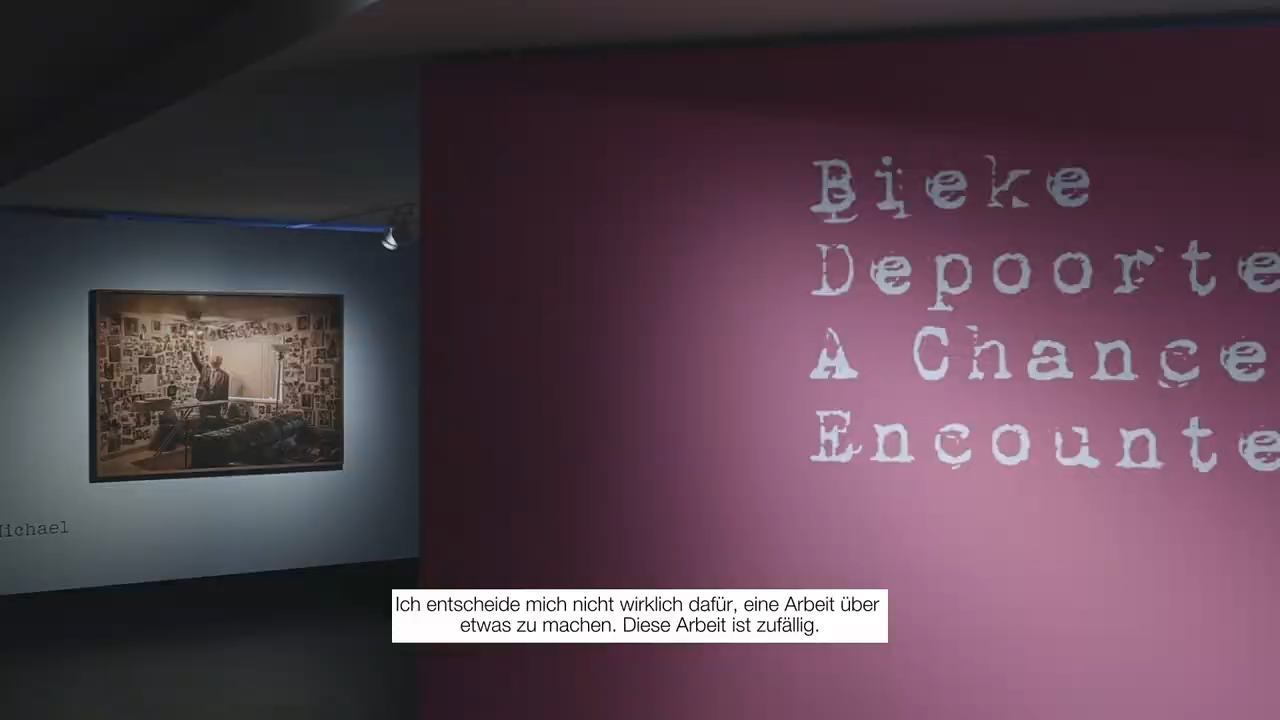 Bieke
Depoorte
A Chance
Encounte
Michael
Ich entscheide mich nicht wirklich dafür, eine Arbeit über
etwas zu machen. Diese Arbeit ist zufällig.